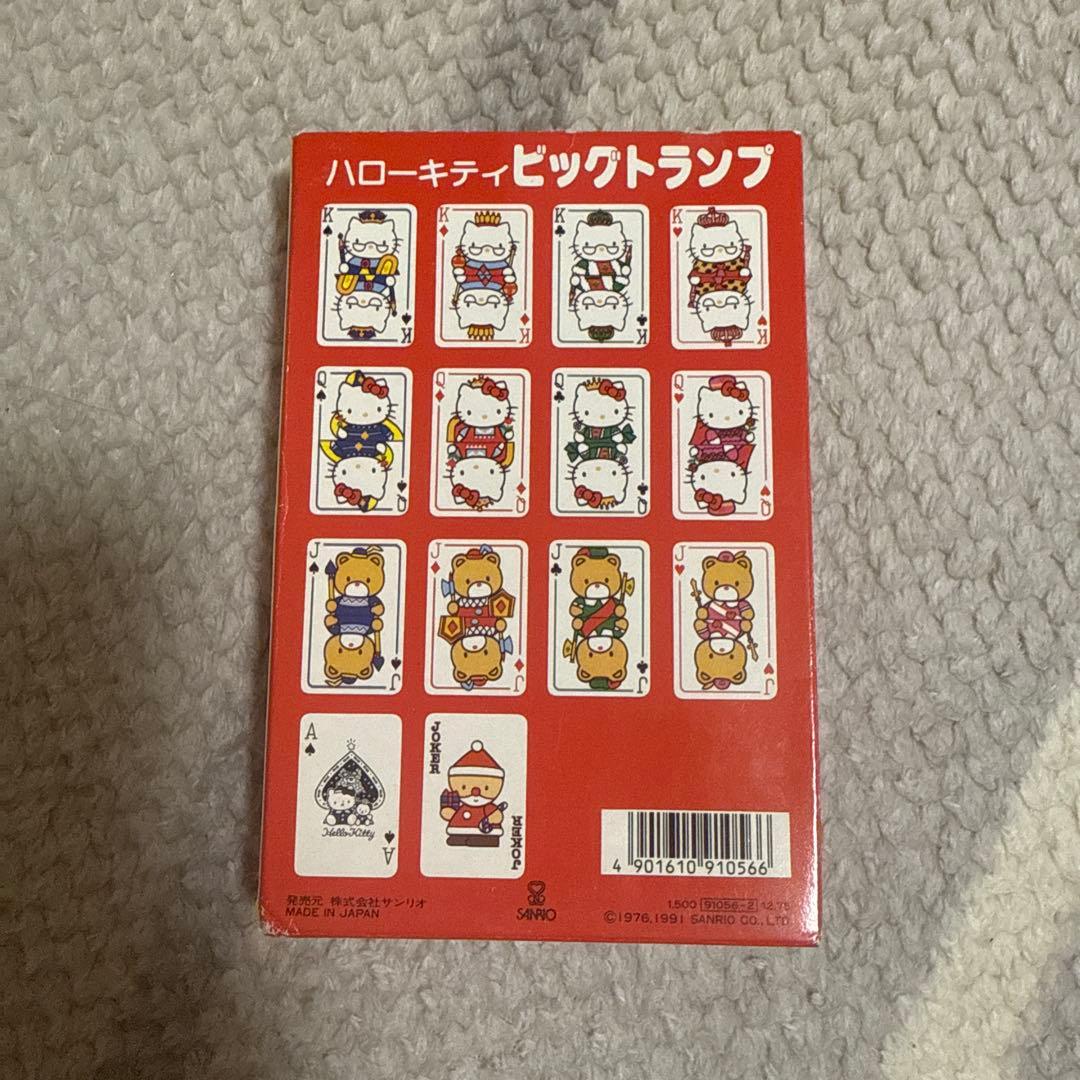 ハローキティビッグトランプ
K K K K
K K K K
Q Q Q Q
Q Q Q Q
J J J J
J J J J
A JOKER
Hello Kitty
A JOKER
4 901610 910566
発売元 株式会社サンリオ
MADE IN JAPAN
SANRIO
1,500 91056-2 12.75
©1976,1991 SANRIO CO., LTD.